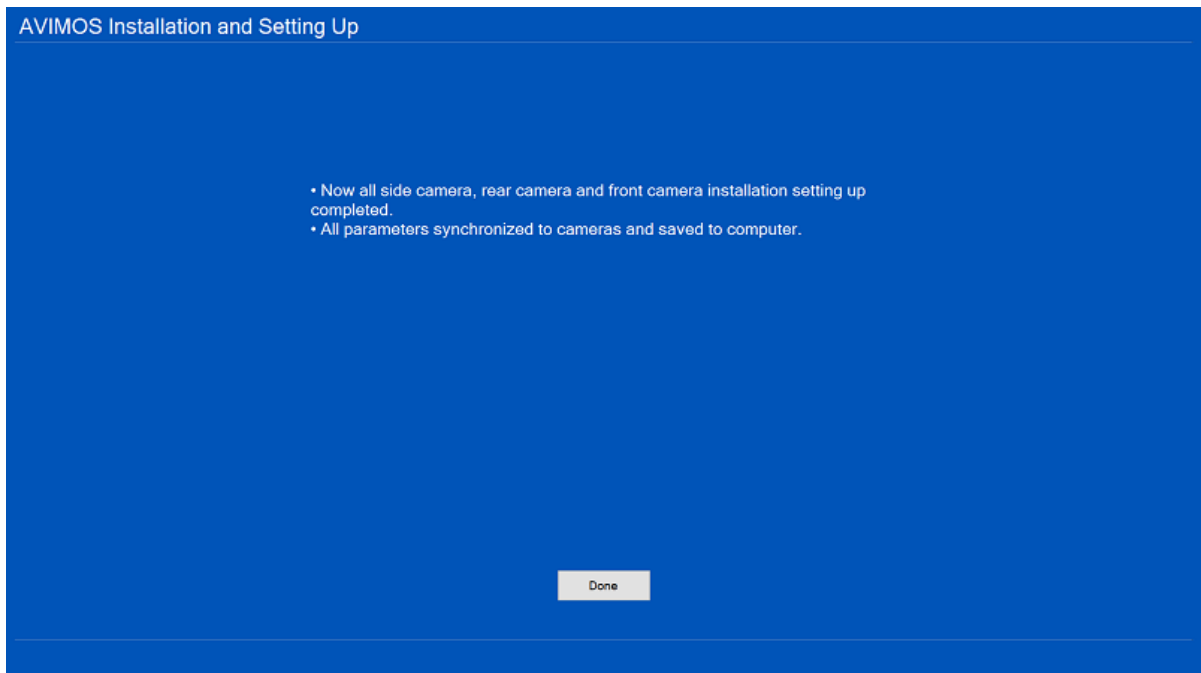 AVIMOS Installation and Setting Up
• Now all side camera, rear camera and front camera installation setting up
completed.
• All parameters synchronized to cameras and saved to computer.
Done